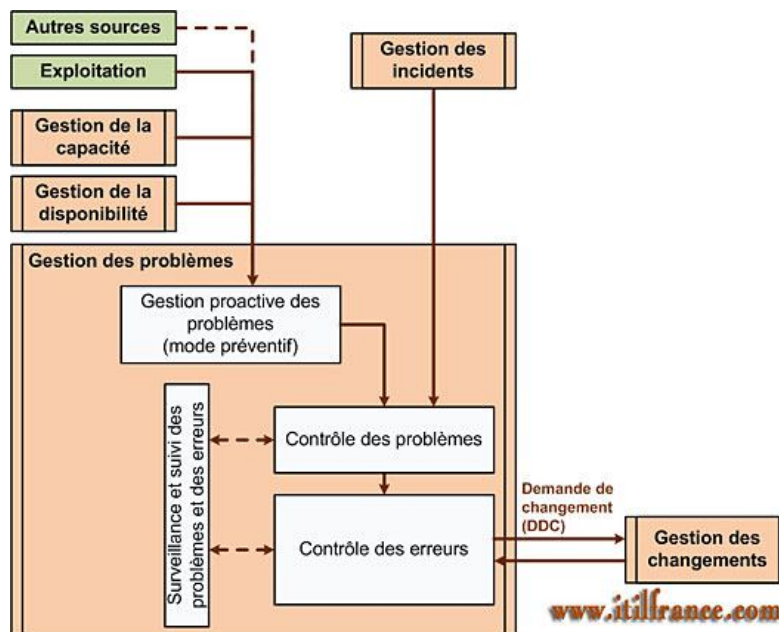 Autres sources
Exploitation
Gestion des
incidents
Gestion de la
capacité
Gestion de la
disponibilité
Gestion des problèmes
Gestion proactive des
problèmes
(mode préventif)
Surveillance et suivi des
problèmes et des erreurs
Contrôle des problèmes
Contrôle des erreurs
Demande de
changement
(DDC)
Gestion des
changements
www.itilfrance.com